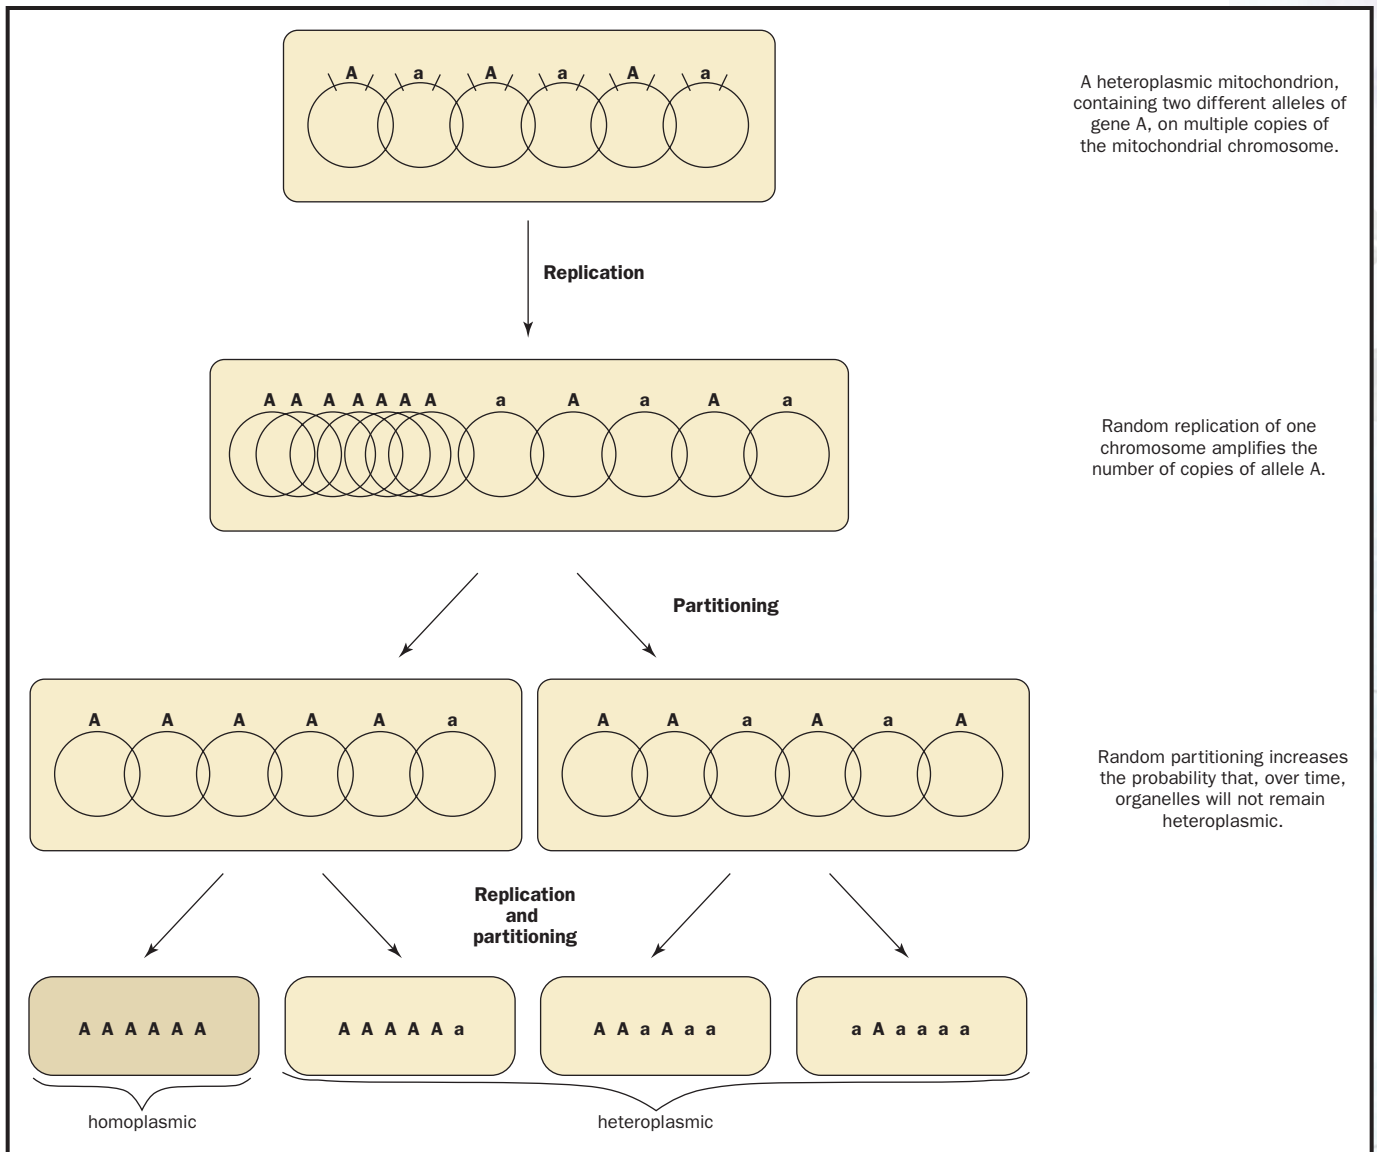 A a A a A a
A heteroplasmic mitochondrion,
containing two different alleles of
gene A, on multiple copies of
the mitochondrial chromosome.
Replication
A A A A A A A a A a A a
Random replication of one
chromosome amplifies the
number of copies of allele A.
Partitioning
A A A A A a
A A a A a A
Random partitioning increases
the probability that, over time,
organelles will not remain
heteroplasmic.
Replication
and
partitioning
A A A A A A
A A A A A a
A A a A a a
a A a a a a
homoplasmic
heteroplasmic